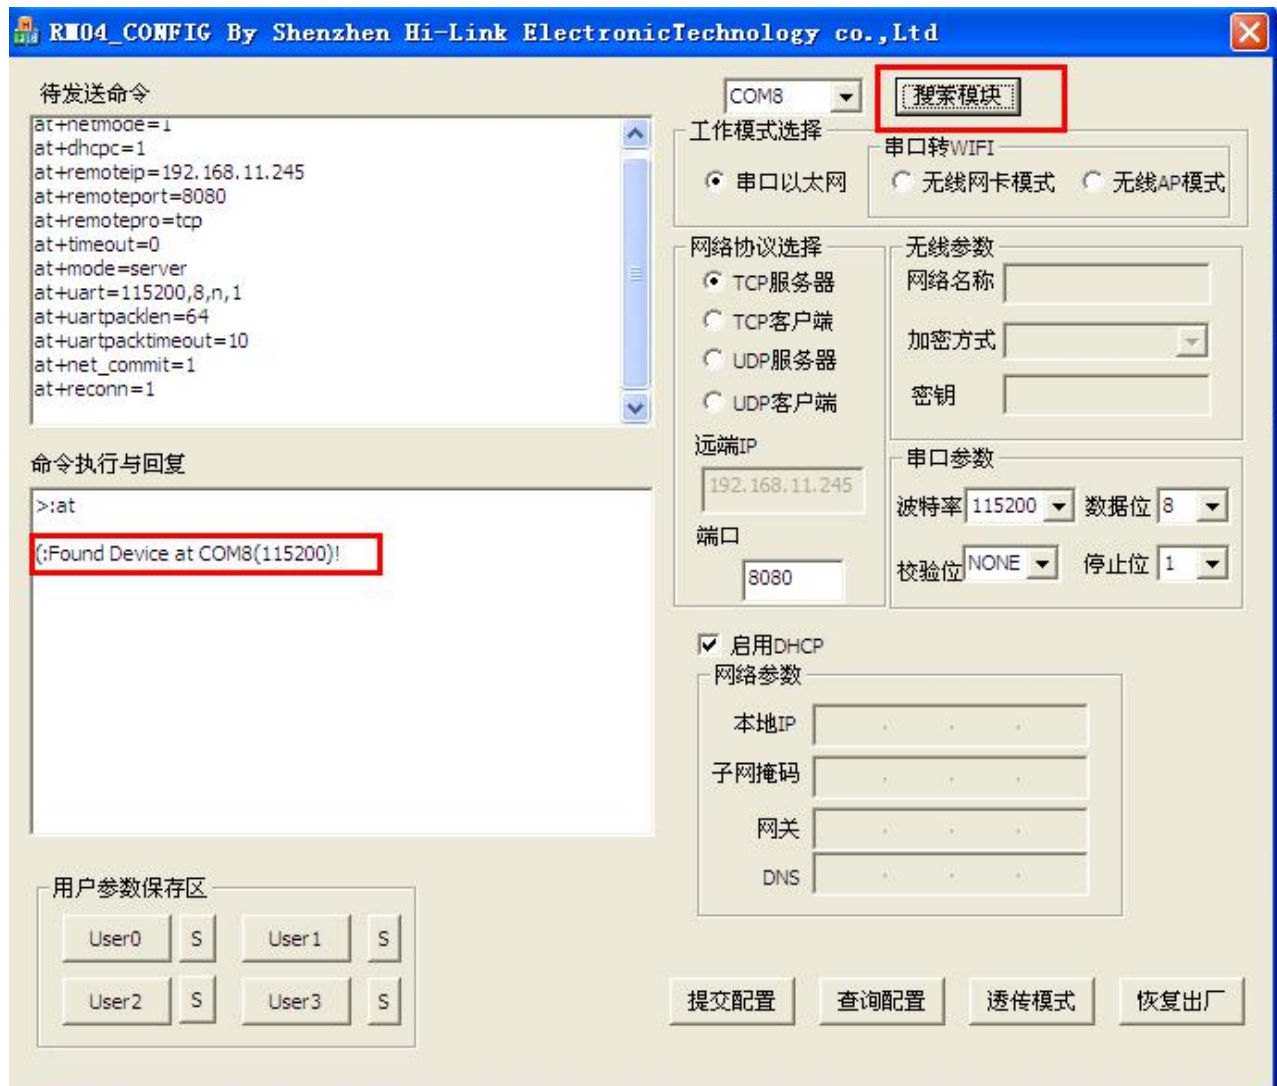 RM04_CONFIG By Shenzhen Hi-Link ElectronicTechnology co.,Ltd
待发送命令
at+netmode=1
at+dhcpc=1
at+remoteip=192.168.11.245
at+remoteport=8080
at+remotepro=tcp
at+timeout=0
at+mode=server
at+uart=115200,8,n,1
at+uartpacklen=64
at+uartpacktimeout=10
at+net_commit=1
at+reconn=1
命令执行与回复
>:at
(:Found Device at COM8(115200)!
用户参数保存区
User0 S User1 S
User2 S User3 S
COM8 搜索模块
工作模式选择
串口以太网
串口转WIFI
无线网卡模式 无线AP模式
网络协议选择
TCP服务器
TCP客户端
UDP服务器
UDP客户端
远端IP
192.168.11.245
端口
8080
无线参数
网络名称
加密方式
密钥
串口参数
波特率 115200 数据位 8
校验位 NONE 停止位 1
启用DHCP
网络参数
本地IP
子网掩码
网关
DNS
提交配置 查询配置 透传模式 恢复出厂